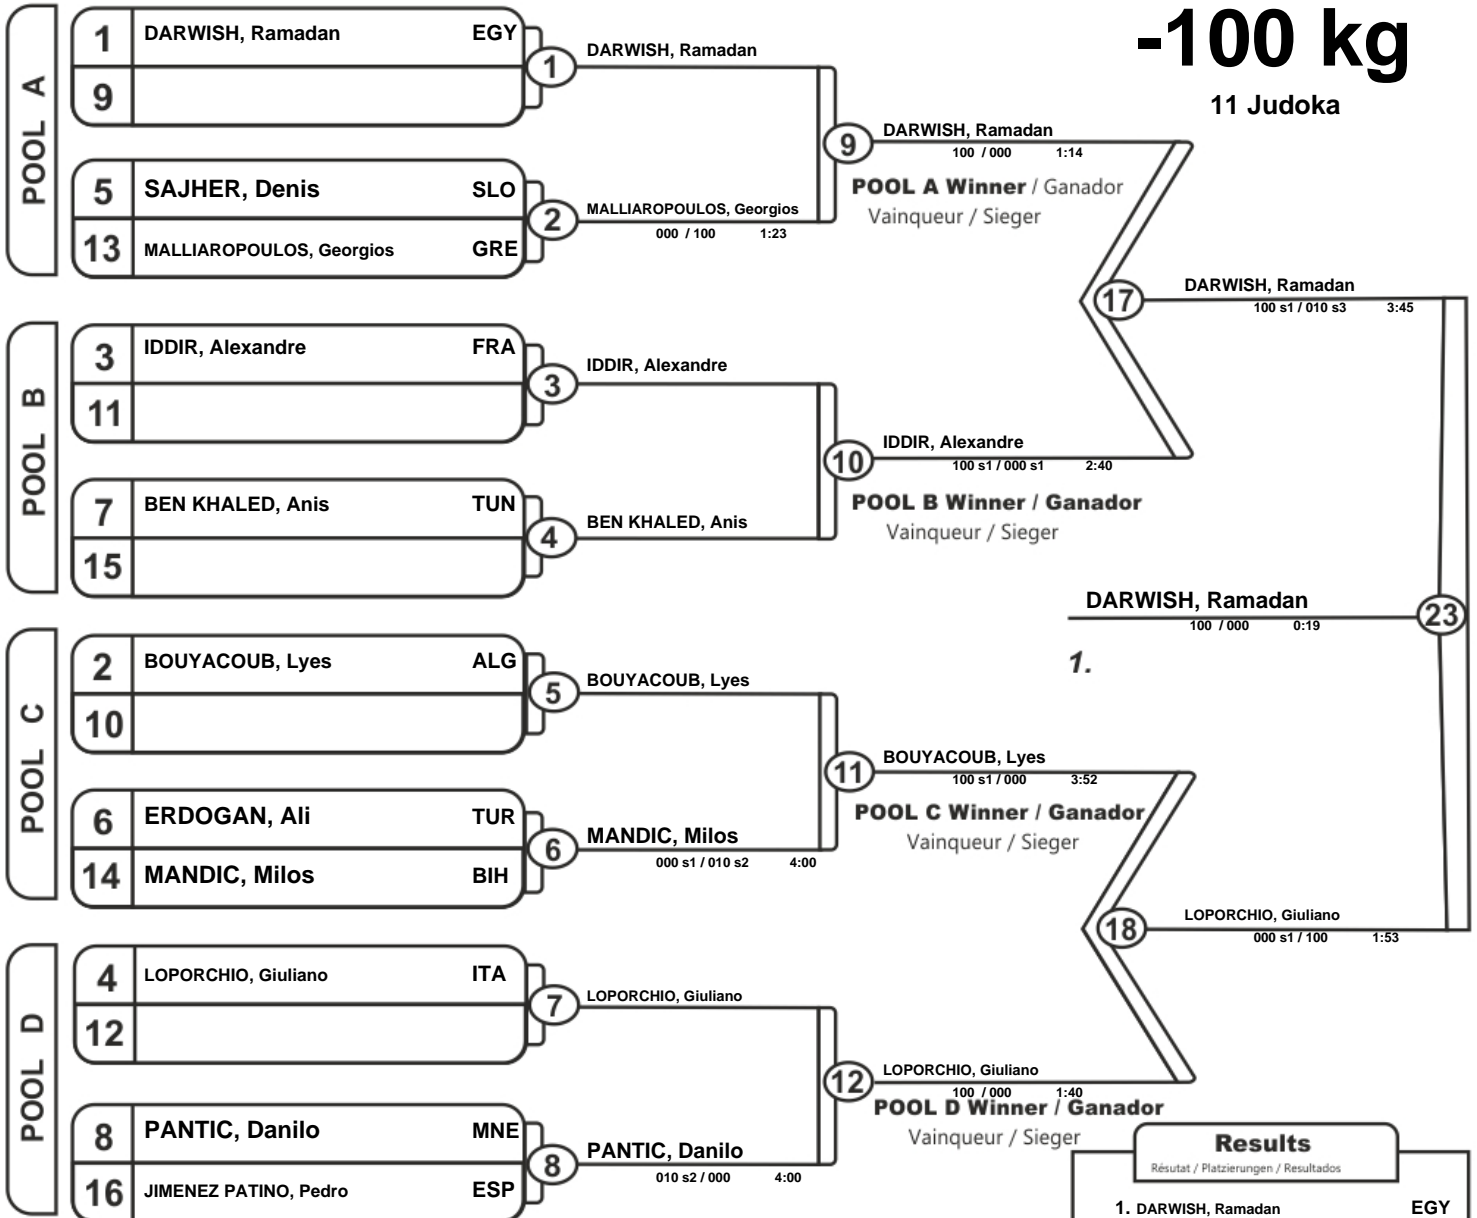 -100 kg
11 Judoka
POOL A
1 DARWISH, Ramadan EGY
9
1 DARWISH, Ramadan
5 SAJHER, Denis SLO
13 MALLIAROPOULOS, Georgios GRE
2 MALLIAROPOULOS, Georgios
000 / 100 1:23
9 DARWISH, Ramadan
100 / 000 1:14
POOL A Winner / Ganador
Vainqueur / Sieger
POOL B
3 IDDIR, Alexandre FRA
11
3 IDDIR, Alexandre
7 BEN KHALED, Anis TUN
15
4 BEN KHALED, Anis
10 IDDIR, Alexandre
100 s1 / 000 s1 2:40
POOL B Winner / Ganador
Vainqueur / Sieger
17 DARWISH, Ramadan
100 s1 / 010 s3 3:45
DARWISH, Ramadan 23
100 / 000 0:19
1.
POOL C
2 BOUYACOUB, Lyes ALG
10
5 BOUYACOUB, Lyes
6 ERDOGAN, Ali TUR
14 MANDIC, Milos BIH
6 MANDIC, Milos
000 s1 / 010 s2 4:00
11 BOUYACOUB, Lyes
100 s1 / 000 3:52
POOL C Winner / Ganador
Vainqueur / Sieger
POOL D
4 LOPORCHIO, Giuliano ITA
12
7 LOPORCHIO, Giuliano
8 PANTIC, Danilo MNE
16 JIMENEZ PATINO, Pedro ESP
8 PANTIC, Danilo
010 s2 / 000 4:00
12 LOPORCHIO, Giuliano
100 / 000 1:40
POOL D Winner / Ganador
Vainqueur / Sieger
18 LOPORCHIO, Giuliano
000 s1 / 100 1:53
Results
Résutat / Platzierungen / Resultados
1. DARWISH, Ramadan EGY